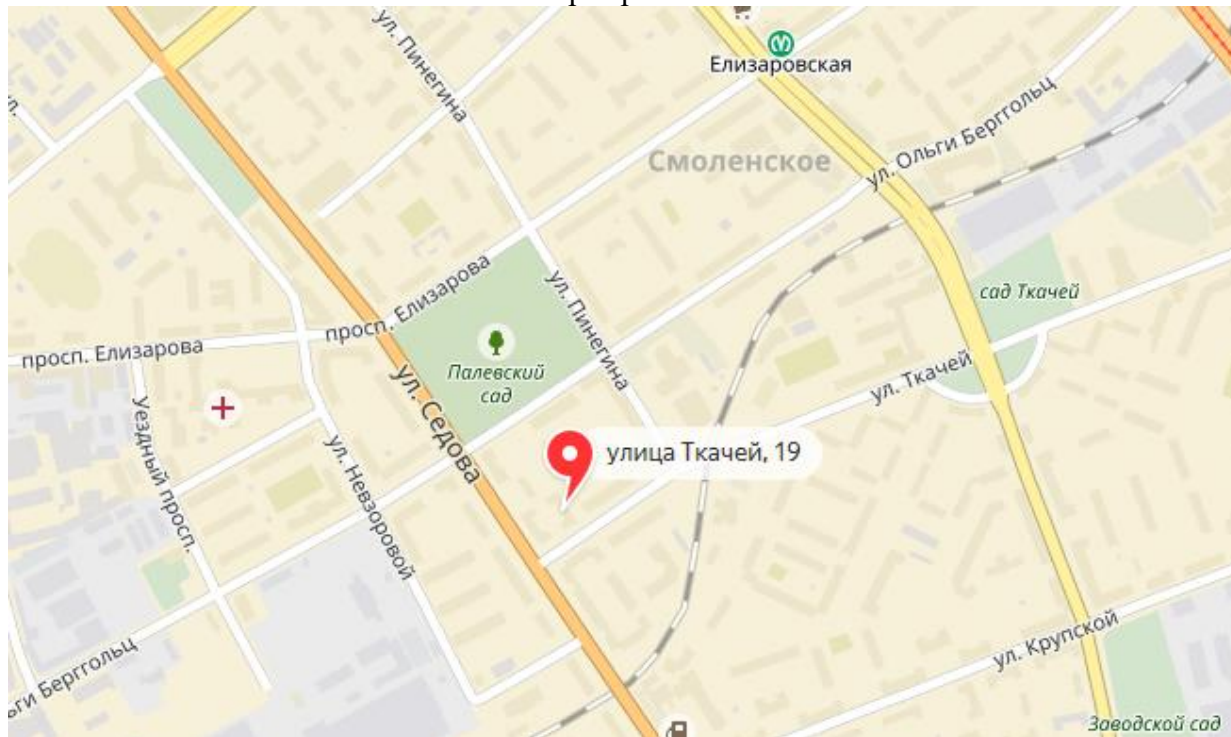 ул. Пинегина
Елизаровская
ул. Ольги Берггольц
Смоленское
ул.
просп. Елизарова
ул. Пинегина
сад Ткачей
просп. Елизарова
Палевский
сад
ул. Ткачей
ул. Седова
Уездный просп.
ул. Невзоровой
улица Ткачей, 19
ул. Крупской
Берггольц
Заводской сад